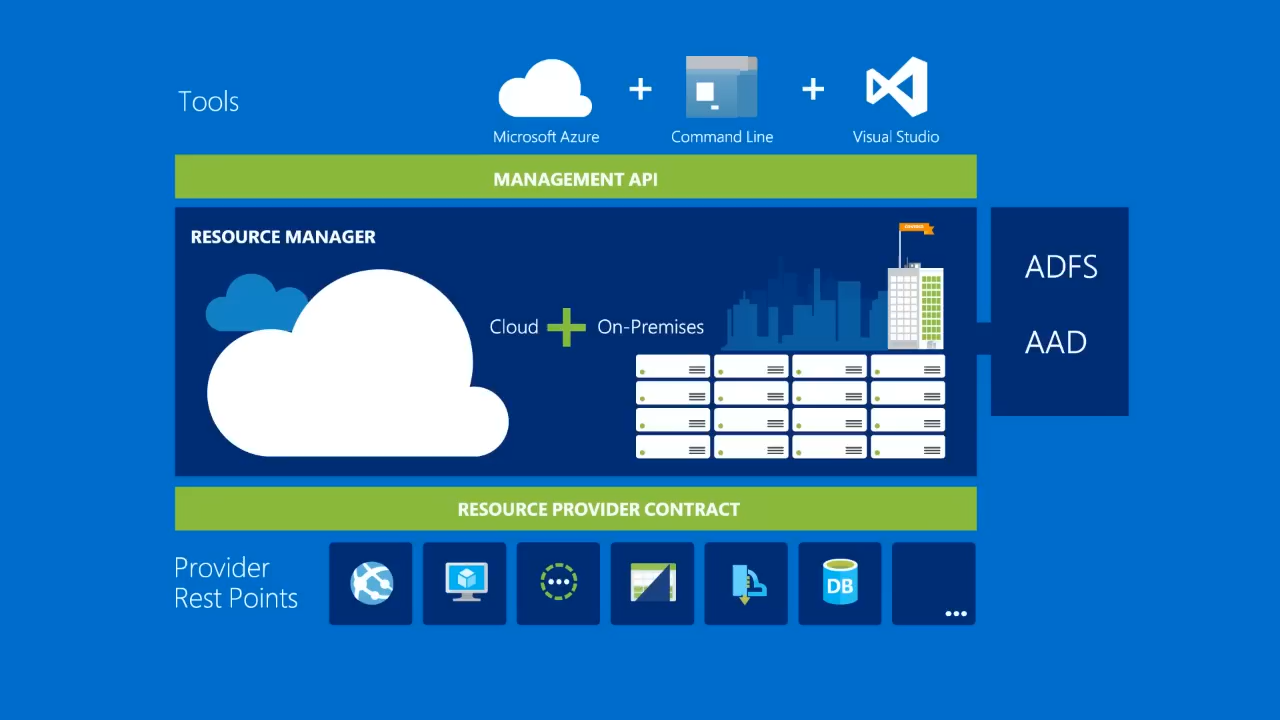 Tools
Microsoft Azure
Command Line
Visual Studio
MANAGEMENT API
RESOURCE MANAGER
Cloud
On-Premises
ADFS
AAD
RESOURCE PROVIDER CONTRACT
Provider
Rest Points
DB